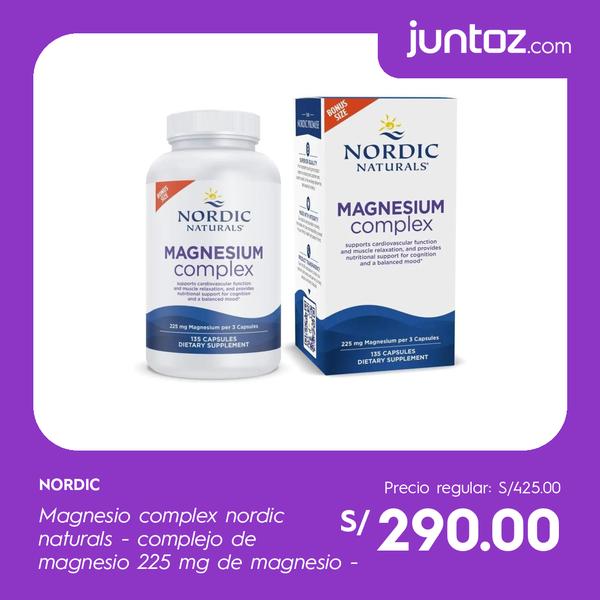 juntoz.com
BONUS SIZE
NORDIC
NATURALS®
MAGNESIUM
complex
supports cardiovascular function
and muscle relaxation, and provides
nutritional support for cognition
and a balanced mood*
225 mg Magnesium per 3 Capsules
135 CAPSULES
DIETARY SUPPLEMENT
BONUS
SIZE
NORDIC
NATURALS®
MAGNESIUM
complex
supports cardiovascular function
and muscle relaxation, and provides
nutritional support for cognition
and a balanced mood*
225 mg Magnesium per 3 Capsules
135 CAPSULES
DIETARY SUPPLEMENT
NORDIC
Magnesio complex nordic
naturals - complejo de
magnesio 225 mg de magnesio -
Precio regular: S/425.00
S/ 290.00